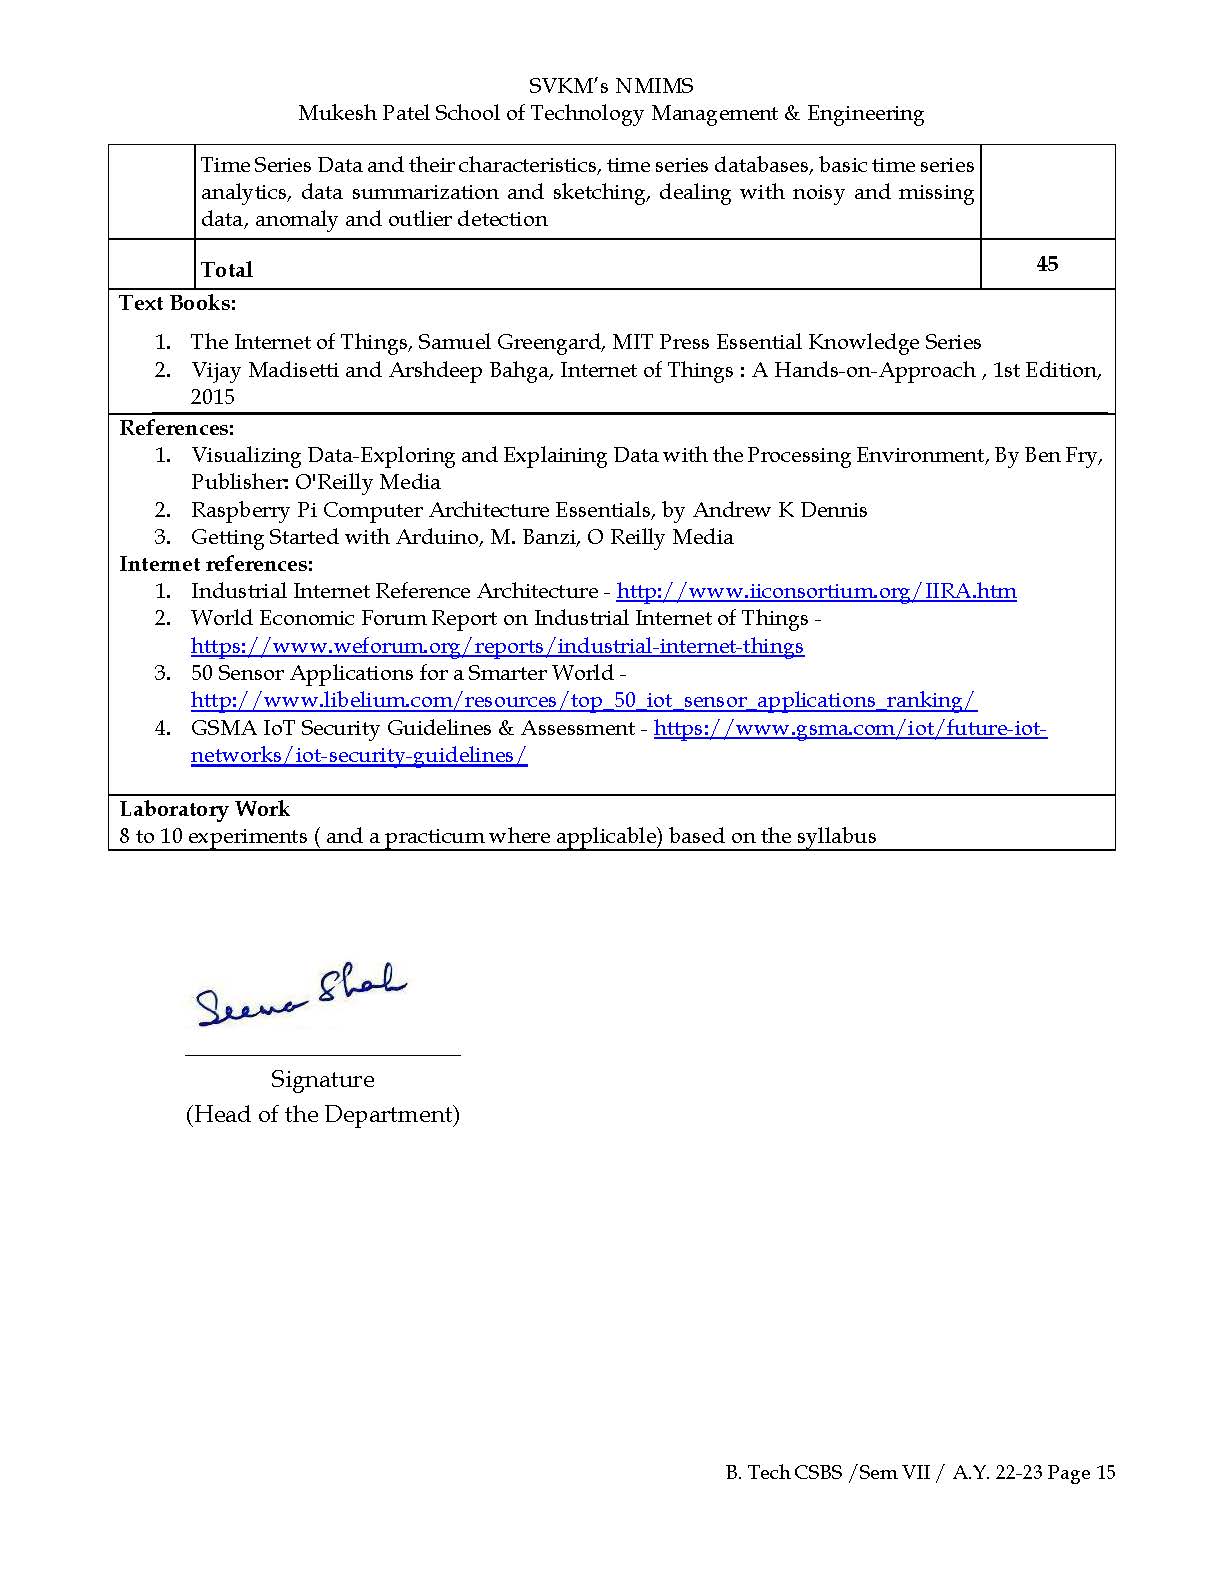 SVKM's NMIMS
Mukesh Patel School of Technology Management & Engineering
Time Series Data and their characteristics, time series databases, basic time series
analytics, data summarization and sketching, dealing with noisy and missing
data, anomaly and outlier detection
Total 45
Text Books:
1. The Internet of Things, Samuel Greengard, MIT Press Essential Knowledge Series
2. Vijay Madisetti and Arshdeep Bahga, Internet of Things : A Hands-on-Approach , 1st Edition,
2015
References:
1. Visualizing Data-Exploring and Explaining Data with the Processing Environment, By Ben Fry,
Publisher: O'Reilly Media
2. Raspberry Pi Computer Architecture Essentials, by Andrew K Dennis
3. Getting Started with Arduino, M. Banzi, O Reilly Media
Internet references:
1. Industrial Internet Reference Architecture - http://www.iiconsortium.org/IIRA.htm
2. World Economic Forum Report on Industrial Internet of Things -
https://www.weforum.org/reports/industrial-internet-things
3. 50 Sensor Applications for a Smarter World -
http://www.libelium.com/resources/top_50_iot_sensor_applications_ranking/
4. GSMA IoT Security Guidelines & Assessment - https://www.gsma.com/iot/future-iot-
networks/iot-security-guidelines/
Laboratory Work
8 to 10 experiments ( and a practicum where applicable) based on the syllabus
Seema Shah
Signature
(Head of the Department)
B. Tech CSBS /Sem VII / A.Y. 22-23 Page 15